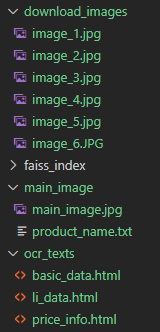 download_images
image_1.jpg
image_2.jpg
image_3.jpg
image_4.jpg
image_5.jpg
image_6.JPG
faiss_index
main_image
main_image.jpg
product_name.txt
ocr_texts
basic_data.html
li_data.html
price_info.html